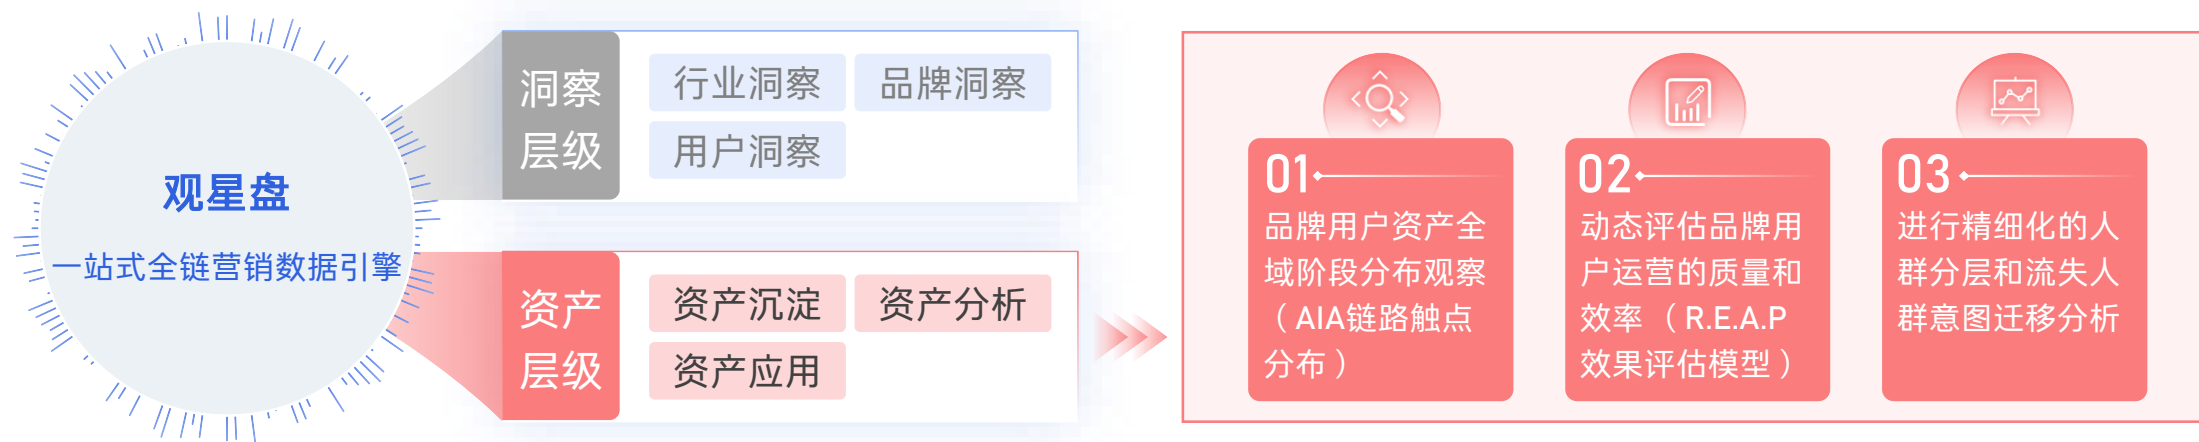 观星盘
一站式全链营销数据引擎
洞察
层级
行业洞察
品牌洞察
用户洞察
资产
层级
资产沉淀
资产分析
资产应用
01
品牌用户资产全
域阶段分布观察
（AIA链路触点
分布）
02
动态评估品牌用
户运营的质量和
效率（R.E.A.P
效果评估模型）
03
进行精细化的人
群分层和流失人
群意图迁移分析